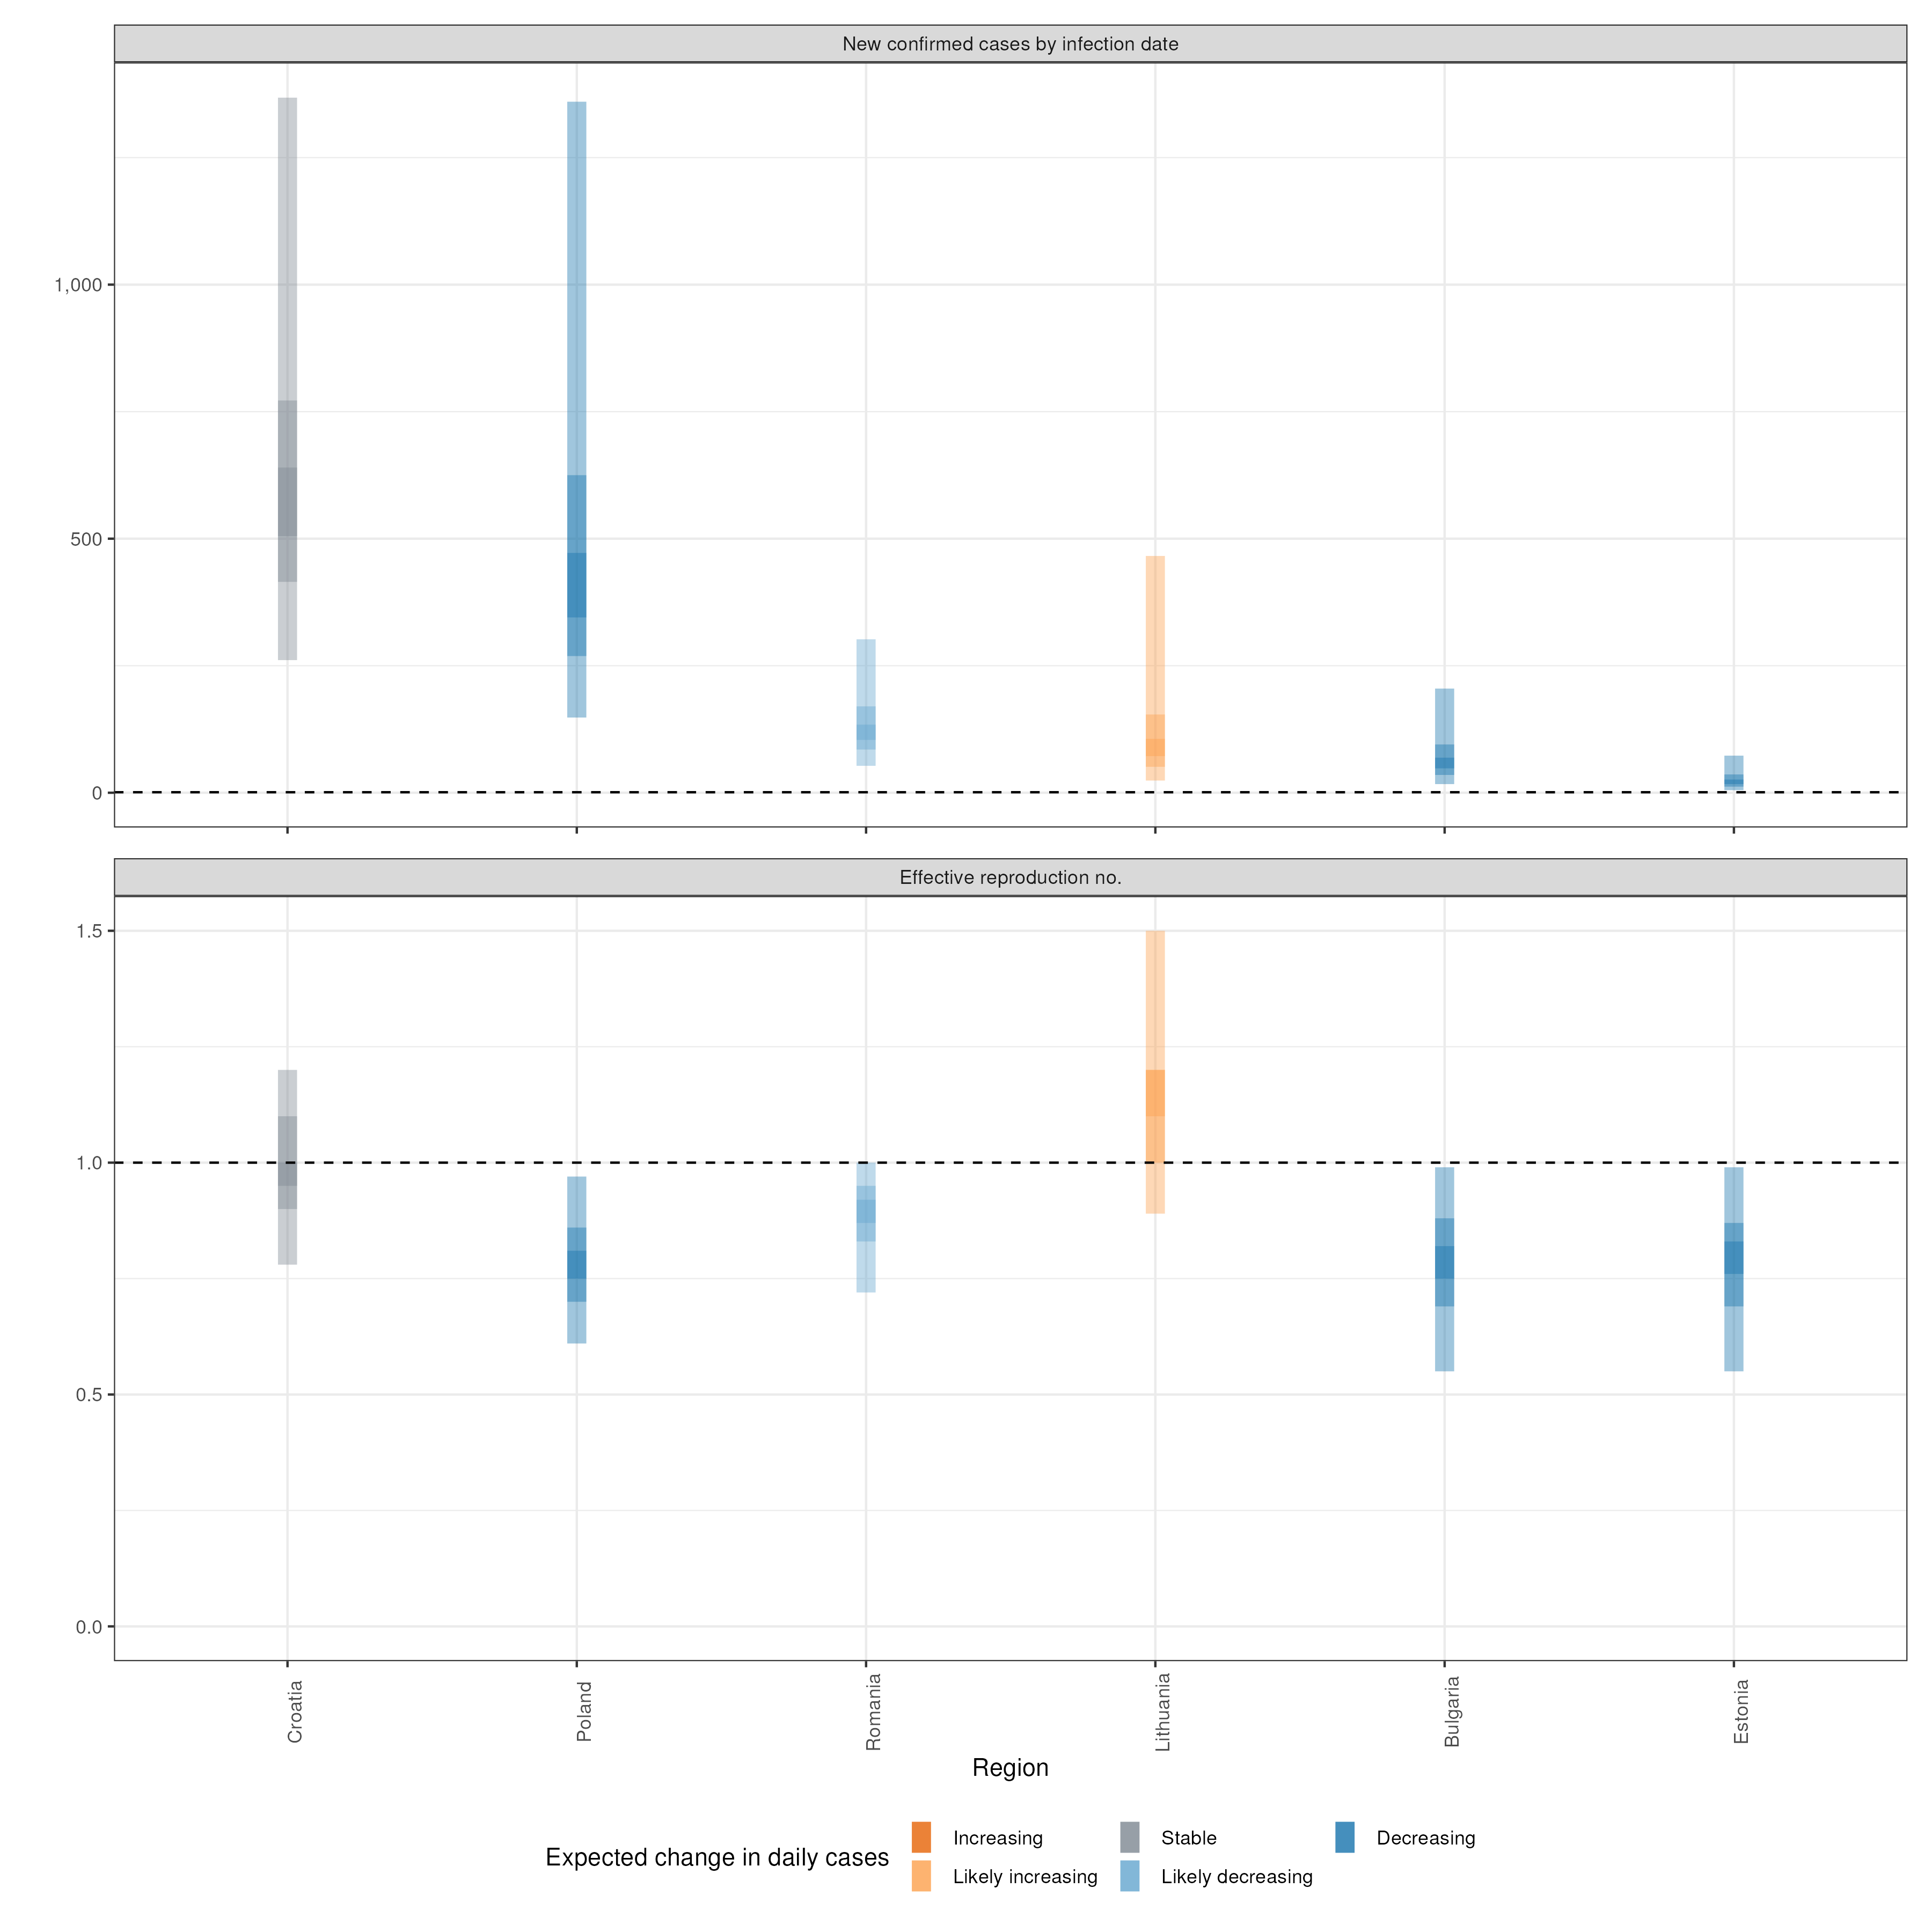 New confirmed cases by infection date
1,000
500
0
Effective reproduction no.
1.5
1.0
0.5
0.0
Croatia
Poland
Romania
Lithuania
Bulgaria
Estonia
Region
Expected change in daily cases
Increasing
Stable
Decreasing
Likely increasing
Likely decreasing